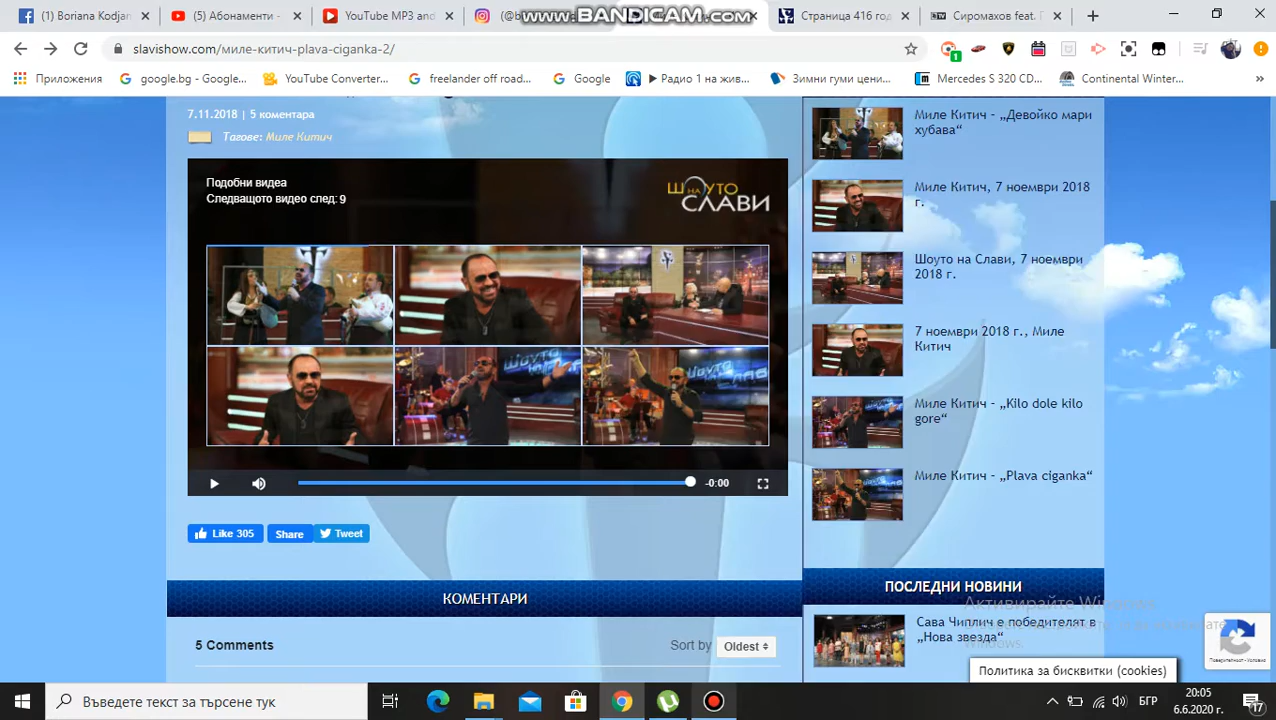 (1) Boriana Kodjan
(5) Абонаменти -
YouTube MP3 and
(@b
WWW.BANDICAM.COM
Страница 416 год
Сиромахов feat. Г
slavishow.com/миле-китич-plava-ciganka-2/
1
Приложения
google.bg - Google...
YouTube Converter...
freelander off road...
Google
Радио 1 на жив...
Зимни гуми цени...
Mercedes S 320 CD...
Continental Winter...
7.11.2018 | 5 коментара
Тагове: Миле Китич
Подобни видеа
Следващото видео след: 9
ШОУТО
НА
СЛАВИ
-0:00
Like 305
Share
Tweet
КОМЕНТАРИ
5 Comments
Sort by
Oldest
Миле Китич – „Девойко мари
хубава“
Миле Китич, 7 ноември 2018
г.
Шоуто на Слави, 7 ноември
2018 г.
7 ноември 2018 г., Миле
Китич
Миле Китич – „Kilo dole kilo
gore“
Миле Китич – „Plava ciganka“
ПОСЛЕДНИ НОВИНИ
Активирайте Windows
Сава Чиплич е победителят в
„Нова звезда“
Windows.
Поверителност - Условия
Политика за бисквитки (cookies)
Въведете текст за търсене тук
БГР
20:05
6.6.2020 г.
17